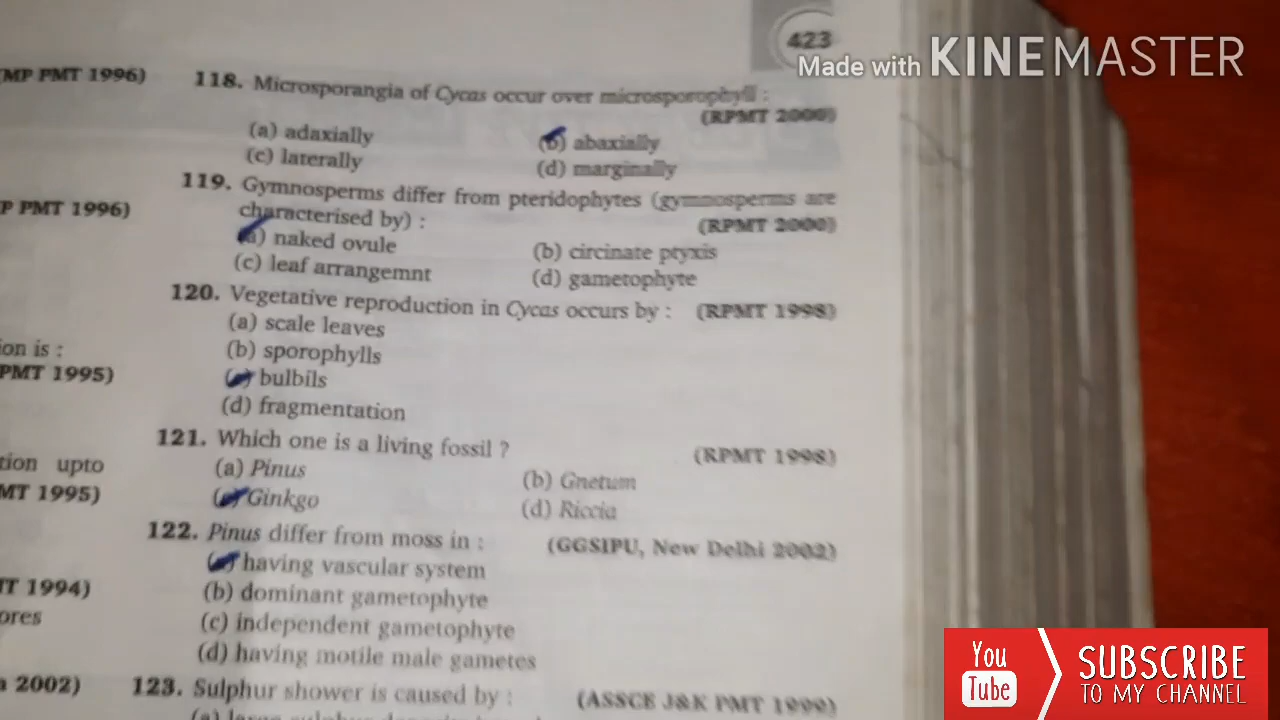 423
Made with KINEMASTER
(MP PMT 1996)
P PMT 1996)
ion is :
PMT 1995)
tion upto
MT 1995)
IT 1994)
ores
a 2002)
118. Microsporangia of Cycas occur over microsporophyll :
(RPMT 2000)
(a) adaxially (b) abaxially
(c) laterally (d) marginally
119. Gymnosperms differ from pteridophytes (gymnosperms are
characterised by) : (RPMT 2000)
(a) naked ovule (b) circinate ptyxis
(c) leaf arrangemnt (d) gametophyte
120. Vegetative reproduction in Cycas occurs by : (RPMT 1998)
(a) scale leaves
(b) sporophylls
(c) bulbils
(d) fragmentation
121. Which one is a living fossil ? (RPMT 1998)
(a) Pinus (b) Gnetum
(c) Ginkgo (d) Riccia
122. Pinus differ from moss in : (GGSIPU, New Delhi 2002)
(a) having vascular system
(b) dominant gametophyte
(c) independent gametophyte
(d) having motile male gametes
123. Sulphur shower is caused by : (ASSCE J&K PMT 1999)
You
Tube
SUBSCRIBE
TO MY CHANNEL